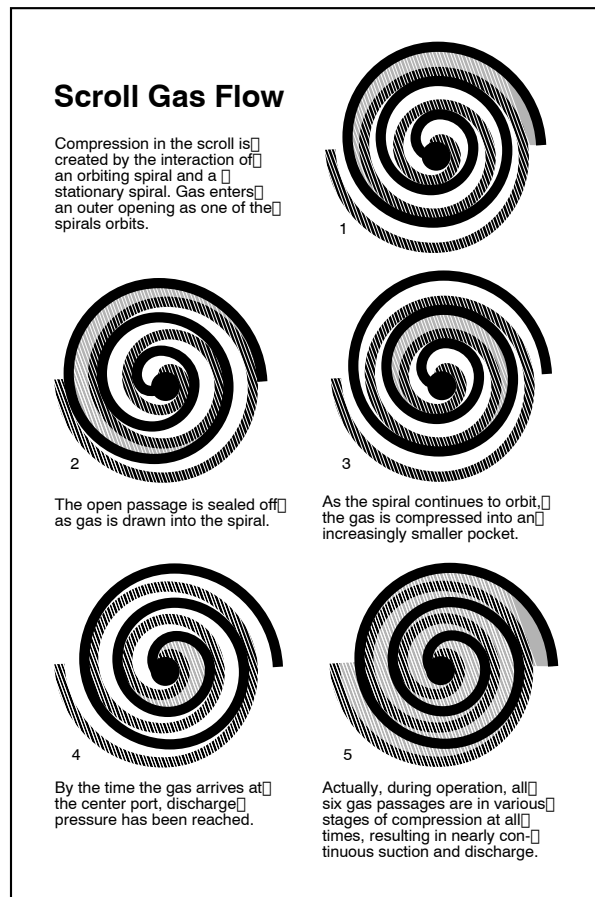 Scroll Gas Flow
Compression in the scroll is▯
created by the interaction of▯
an orbiting spiral and a ▯
stationary spiral. Gas enters▯
an outer opening as one of the▯
spirals orbits.
1
2
The open passage is sealed off▯
as gas is drawn into the spiral.
3
As the spiral continues to orbit,▯
the gas is compressed into an▯
increasingly smaller pocket.
4
By the time the gas arrives at▯
the center port, discharge▯
pressure has been reached.
5
Actually, during operation, all▯
six gas passages are in various▯
stages of compression at all▯
times, resulting in nearly con-▯
tinuous suction and discharge.